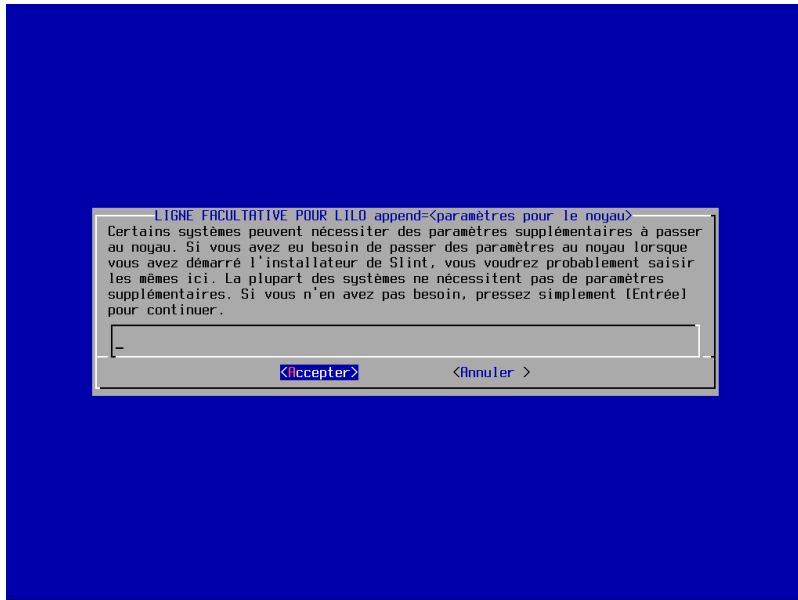 LIGNE FACULTATIVE POUR LILO append=<paramètres pour le noyau>
Certains systèmes peuvent nécessiter des paramètres supplémentaires à passer
au noyau. Si vous avez eu besoin de passer des paramètres au noyau lorsque
vous avez démarré l'installateur de Slint, vous voudrez probablement saisir
les mêmes ici. La plupart des systèmes ne nécessitent pas de paramètres
supplémentaires. Si vous n'en avez pas besoin, pressez simplement [Entrée]
pour continuer.
<Accepter> <Annuler >